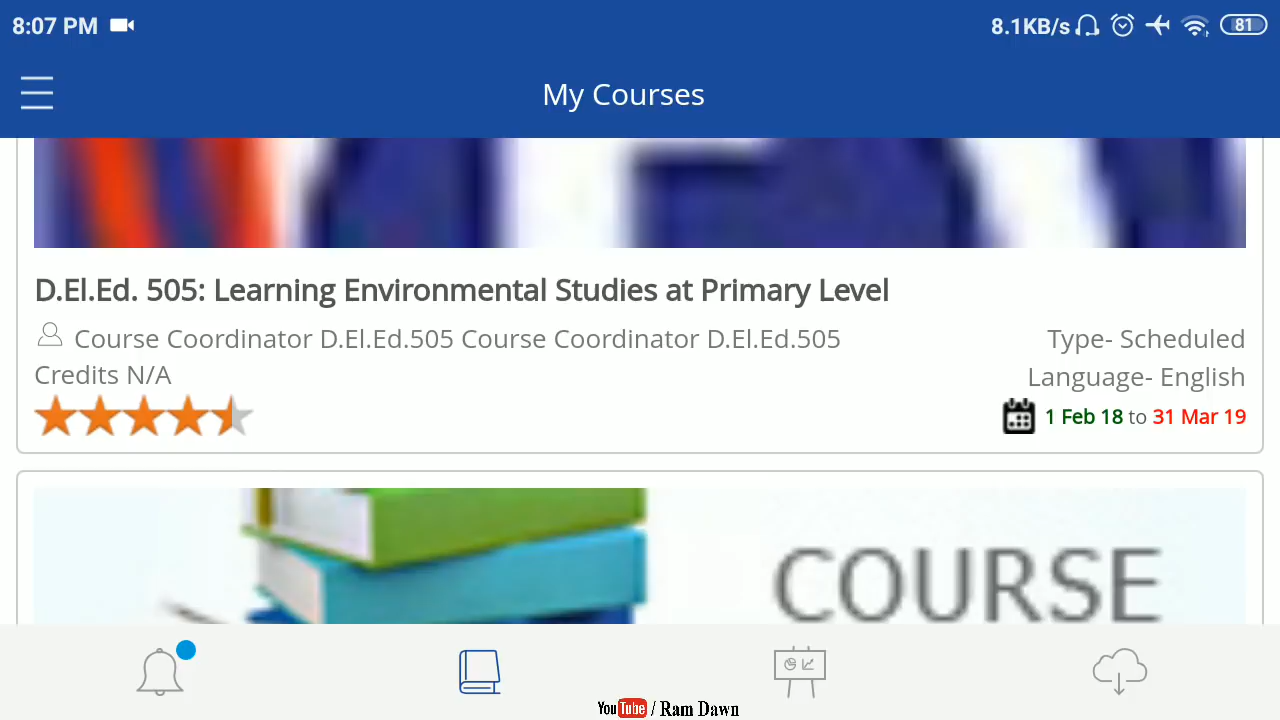 8:07 PM 8.1KB/s 81
My Courses
D.El.Ed. 505: Learning Environmental Studies at Primary Level
Course Coordinator D.El.Ed.505 Course Coordinator D.El.Ed.505 Type- Scheduled
Credits N/A Language- English
1 Feb 18 to 31 Mar 19
COURSE
YouTube / Ram Dawn